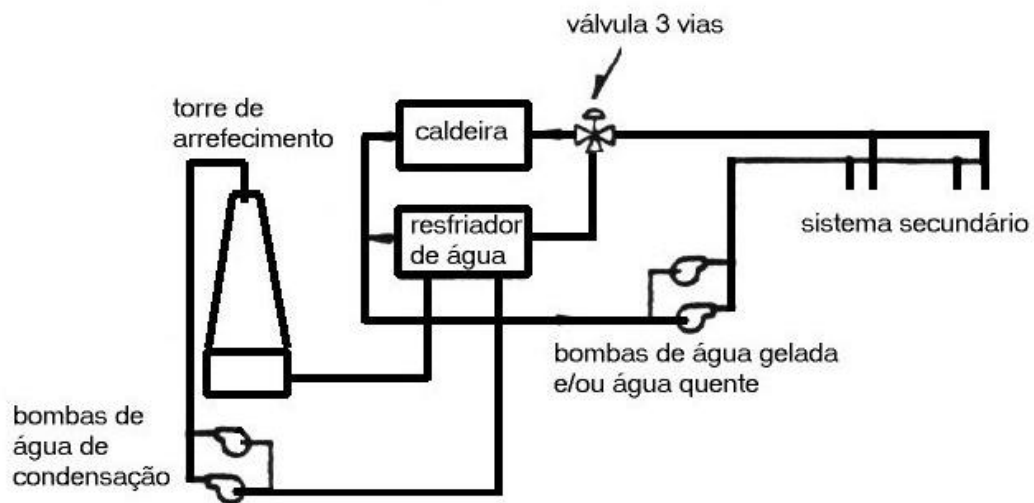 válvula 3 vias
torre de
arrefecimento
caldeira
resfriador
de água
sistema secundário
bombas de água gelada
e/ou água quente
bombas de
água de
condensação